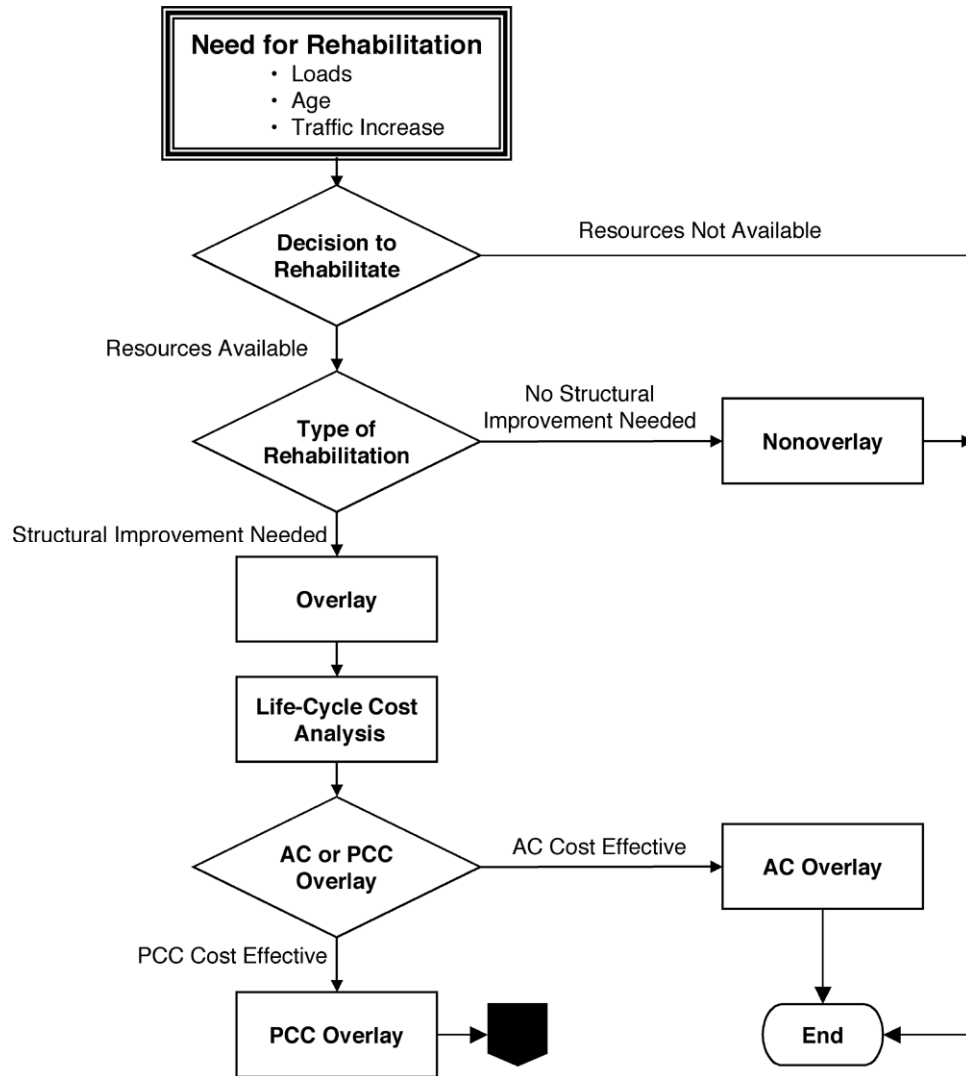 Need for Rehabilitation
• Loads
• Age
• Traffic Increase
Decision to
Rehabilitate
Resources Not Available
Resources Available
Type of
Rehabilitation
No Structural
Improvement Needed
Nonoverlay
Structural Improvement Needed
Overlay
Life-Cycle Cost
Analysis
AC or PCC
Overlay
AC Cost Effective
AC Overlay
PCC Cost Effective
PCC Overlay
End